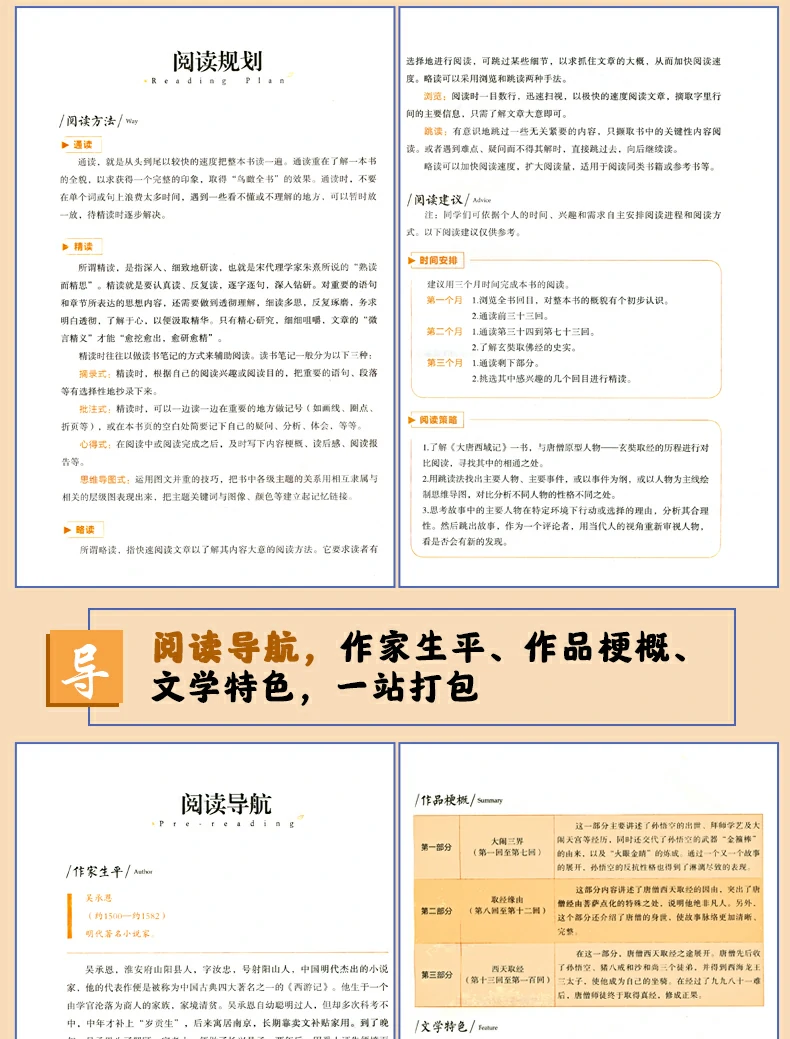 阅读规划
Reading Plan
/阅读方法/ Way
▶ 通读
通读，就是从头到尾以较快的速度把整本书读一遍。通读重在了解一本书
的全貌，以求获得一个完整的印象，取得“鸟瞰全书”的效果。通读时，不要
在单个词或句上浪费太多时间，遇到一些看不懂或不理解的地方、可以暂时放
一放，待精读时逐步解决。
▶ 精读
所谓精读，是指深入、细致地研读，也就是宋代理学家朱熹所说的“熟读
而精思”。精读就是要认真读、反复读，逐字逐句，深入钻研。对重要的语句
和章节所表达的思想内容，还需要做到透彻理解，细读多思，反复琢磨，务求
明白透彻，了解于心，以便汲取精华。只有精心研究，细细咀嚼，文章的“微
言精义”才能“愈挖愈出，愈研愈精”。
精读时往往以做读书笔记的方式来辅助阅读。读书笔记一般分为以下三种：
摘录式：精读时，根据自己的阅读兴趣或阅读目的，把重要的语句、段落
等有选择性地抄录下来。
批注式：精读时，可以一边读一边在重要的地方做记号（如画线、圈点、
折页等），或在本书页的空白处简要记下自己的疑问、分析、体会，等等。
心得式：在阅读中或阅读完成之后，及时写下内容梗概、读后感、阅读报
告等。
思维导图式：运用图文并重的技巧，把书中各级主题的关系用相互隶属与
相关的层级图表现出来，把主题关键词与图像、颜色等建立起记忆链接。
▶ 略读
所谓略读，指快速阅读文章以了解其内容大意的阅读方法。它要求读者有
选择地进行阅读，可跳过某些细节，以求抓住文章的大概，从而加快阅读速
度。略读可以采用浏览和跳读两种手法。
浏览：阅读时一目数行，迅速扫视，以极快的速度阅读文章，摘取字里行
间的主要信息，只需了解文章大意即可。
跳读：有意识地跳过一些无关紧要的内容，只撷取书中的关键性内容阅
读。或者遇到难点、疑问而不得其解时，直接跳过去，向后继续读。
略读可以加快阅读速度，扩大阅读量，适用于阅读同类书籍或参考书等。
/阅读建议/ Advice
注：同学们可依据个人的时间、兴趣和需求自主安排阅读进程和阅读方
式。以下阅读建议仅供参考。
▶ 时间安排
建议用三个月时间完成本书的阅读。
第一个月 1.浏览全书回目，对整本书的概貌有个初步认识。
2.通读前三十三回。
第二个月 1.通读第三十四到第七十三回。
2.了解玄奘取佛经的史实。
第三个月 1.通读剩下部分。
2.挑选其中感兴趣的几个回目进行精读。
▶ 阅读策略
1.了解《大唐西域记》一书，与唐僧原型人物——玄奘取经的历程进行对
比阅读，寻找其中的相通之处。
2.用跳读法找出主要人物、主要事件，或以事件为纲，或以人物为主线绘
制思维导图，对比分析不同人物的性格不同之处。
3.思考故事中的主要人物在特定环境下行动或选择的理由，分析其合理
性。然后跳出故事，作为一个评论者，用当代人的视角重新审视人物，
看是否会有新的发现。
导
阅读导航，作家生平、作品梗概、
文学特色，一站打包
阅读导航
Pre-reading
/作家生平/ Author
吴承恩
（约1500—约1582）
明代著名小说家
吴承恩，淮安府山阳县人，字汝忠，号射阳山人，中国明代杰出的小说
家，他的代表作便是被称为中国古典四大名著之一的《西游记》。他生于一个
由学官沦落为商人的家族，家境清贫。吴承恩自幼聪明过人，但却多次科考不
中，中年才补上“岁贡生”，后来寓居南京，长期靠卖文补贴家用。到了晚
/作品梗概/ Summary
第一部分
大闹三界
（第一回至第七回）
这一部分主要讲述了孙悟空的出世、拜师学艺及大
闹天宫等经历，同时还交代了孙悟空的武器“金箍棒”
的由来，以及“火眼金睛”的炼成。通过一个又一个故事
的展开，孙悟空的反抗性格也得到了淋漓尽致的表现。
第二部分
取经缘由
（第八回至第十二回）
这部分内容讲述了唐僧西天取经的因由，突出了唐
僧经由菩萨点化的特殊之处，说明他绝非凡人。另外，
这个部分还介绍了唐僧的身世，使故事脉络更加清晰、
完整。
第三部分
西天取经
（第十三回至第一百回）
在这一部分，唐僧西天取经之途展开。唐僧先后收
了孙悟空、猪八戒和沙和尚三个徒弟，并得到西海龙王
三太子，使他成为自己的坐骑。在经过了九九八十一难
后，唐僧师徒终于取得真经，修成正果。
/文学特色/ Feature